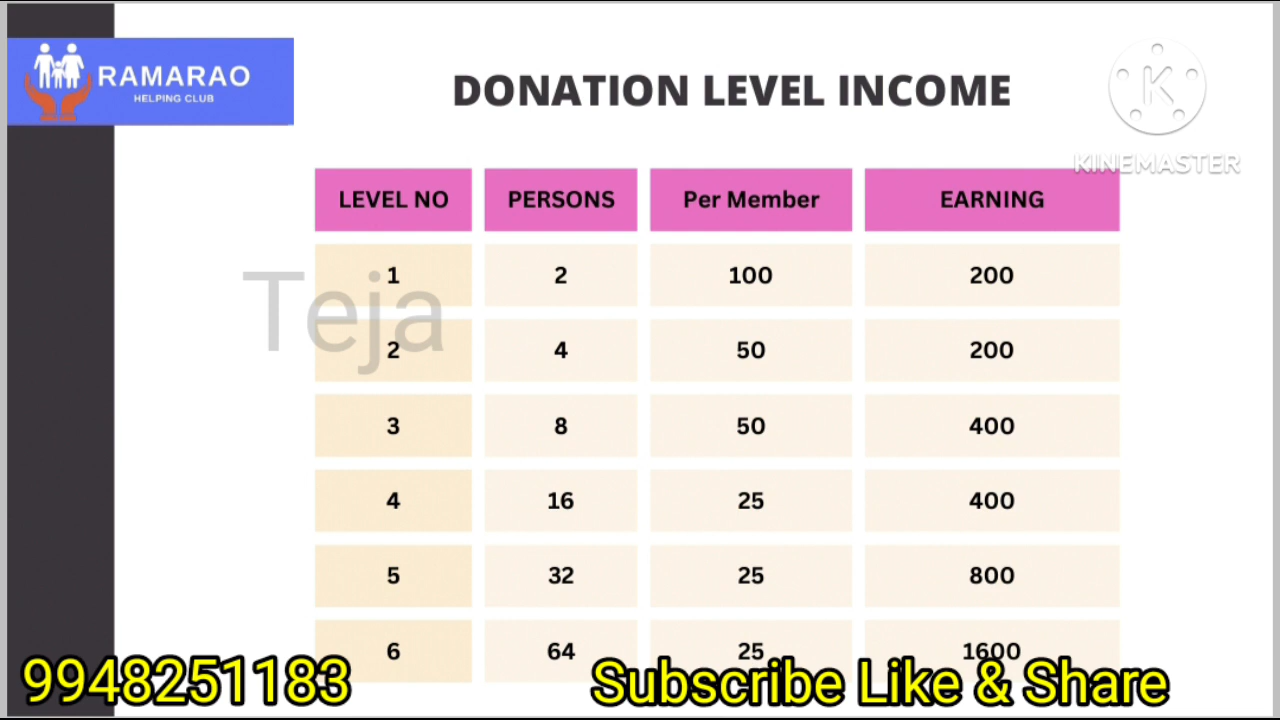 RAMARAO
HELPING CLUB
DONATION LEVEL INCOME
K
KINEMASTER
LEVEL NO PERSONS Per Member EARNING
1 2 100 200
Teja
2 4 50 200
3 8 50 400
4 16 25 400
5 32 25 800
6 64 25 1600
9948251183 Subscribe Like & Share